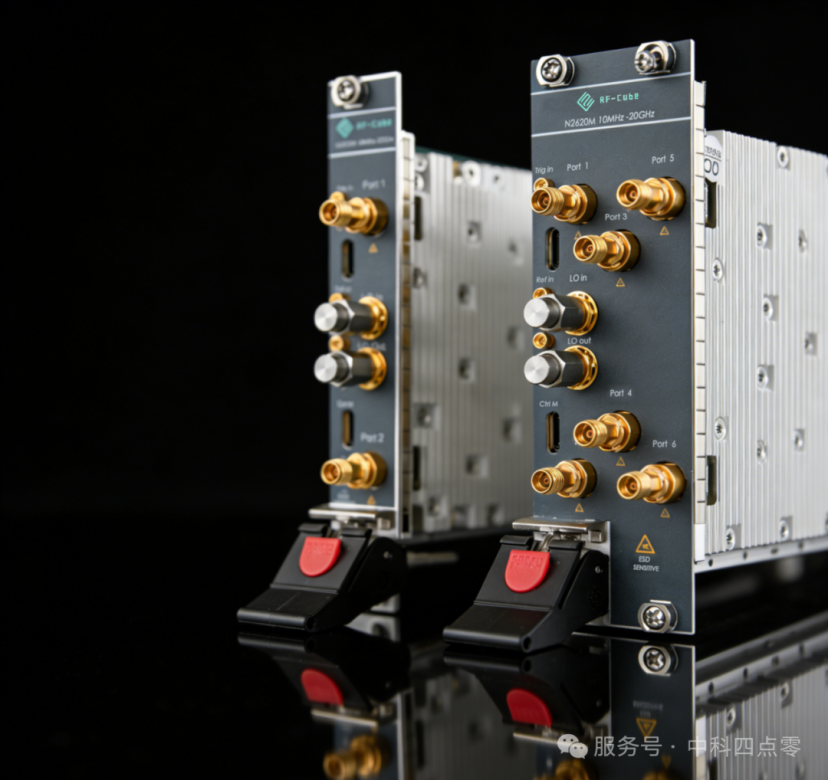 RF-Cube
Port 1
Port 2
RF-Cube
N2620M 10MHz-20GHz
Trig in
Port 1
Port 5
Port 3
Ref in
LO in
LO out
Ctrl M
Port 4
Port 6
ESD
SENSITIVE
服务号·中科四点零